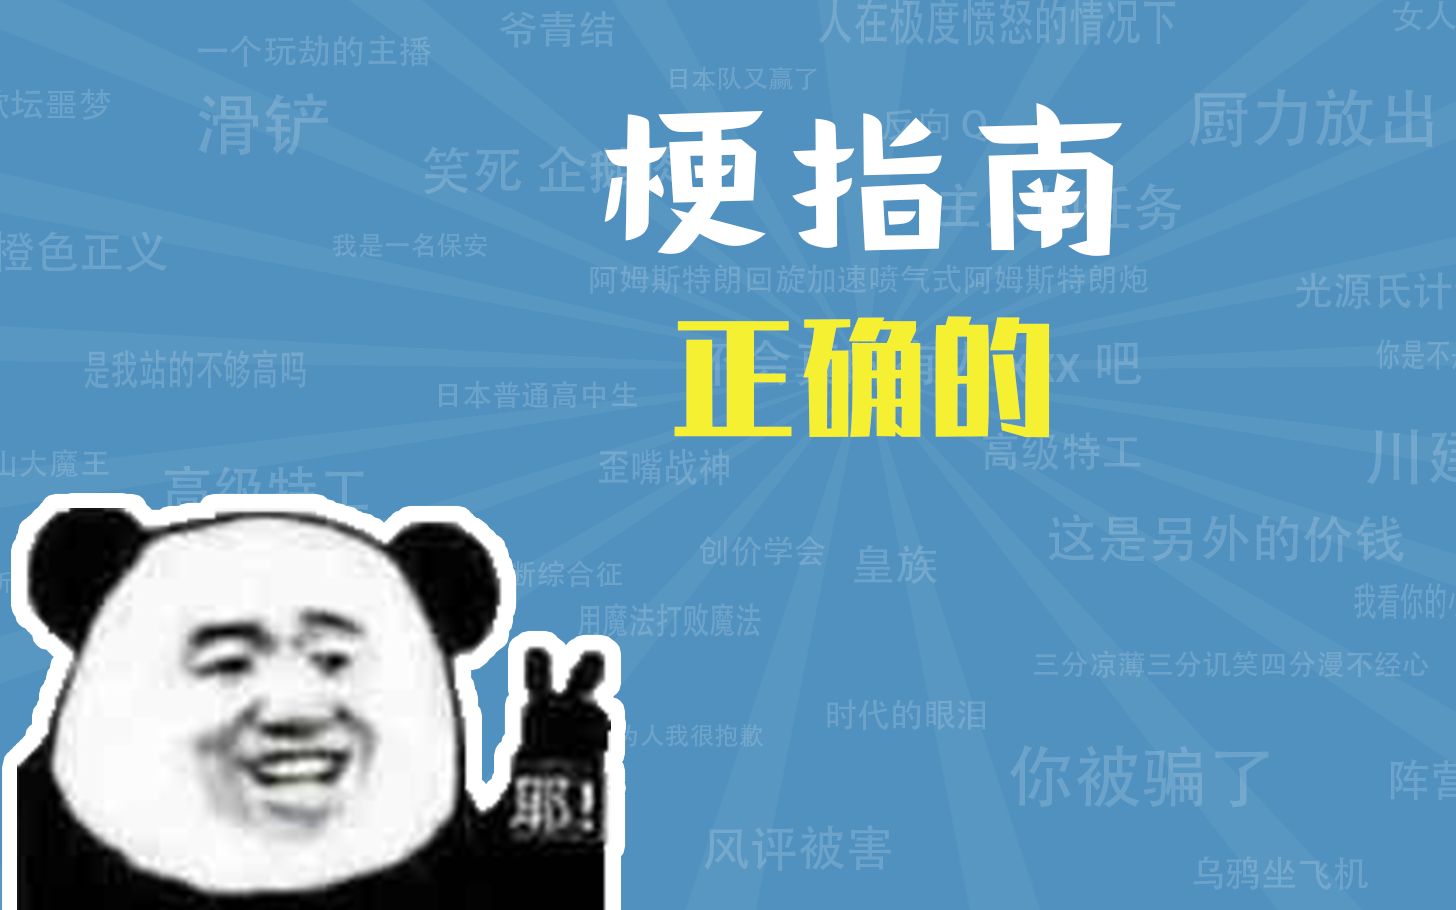 人在极度愤怒的情况下
女人
爷青结
一个玩劫的主播
日本队又赢了
坛噩梦
滑铲
反向Q
厨力放出
梗指南
笑死 企鹅
主 任务
橙色正义
我是一名保安
阿姆斯特朗回旋加速喷气式阿姆斯特朗炮
光源氏计
正确的
吧
你是不
是我站的不够高吗
日本普通高中生
山大魔王
高级特工
歪嘴战神
高级特工
川建
这是另外的价钱
创价学会
皇族
断综合征
用魔法打败魔法
我看你的
三分凉薄三分讥笑四分漫不经心
时代的眼泪
为人我很抱歉
你被骗了
阵营
耶!
风评被害
乌鸦坐飞机